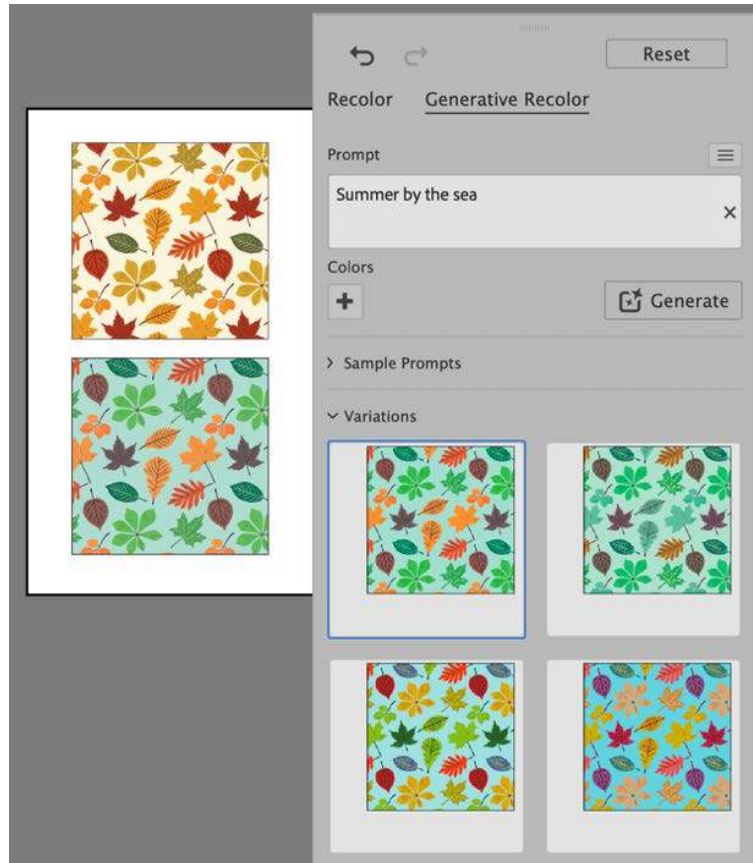 Reset
Recolor Generative Recolor
Prompt
Summer by the sea
Colors
Generate
Sample Prompts
Variations